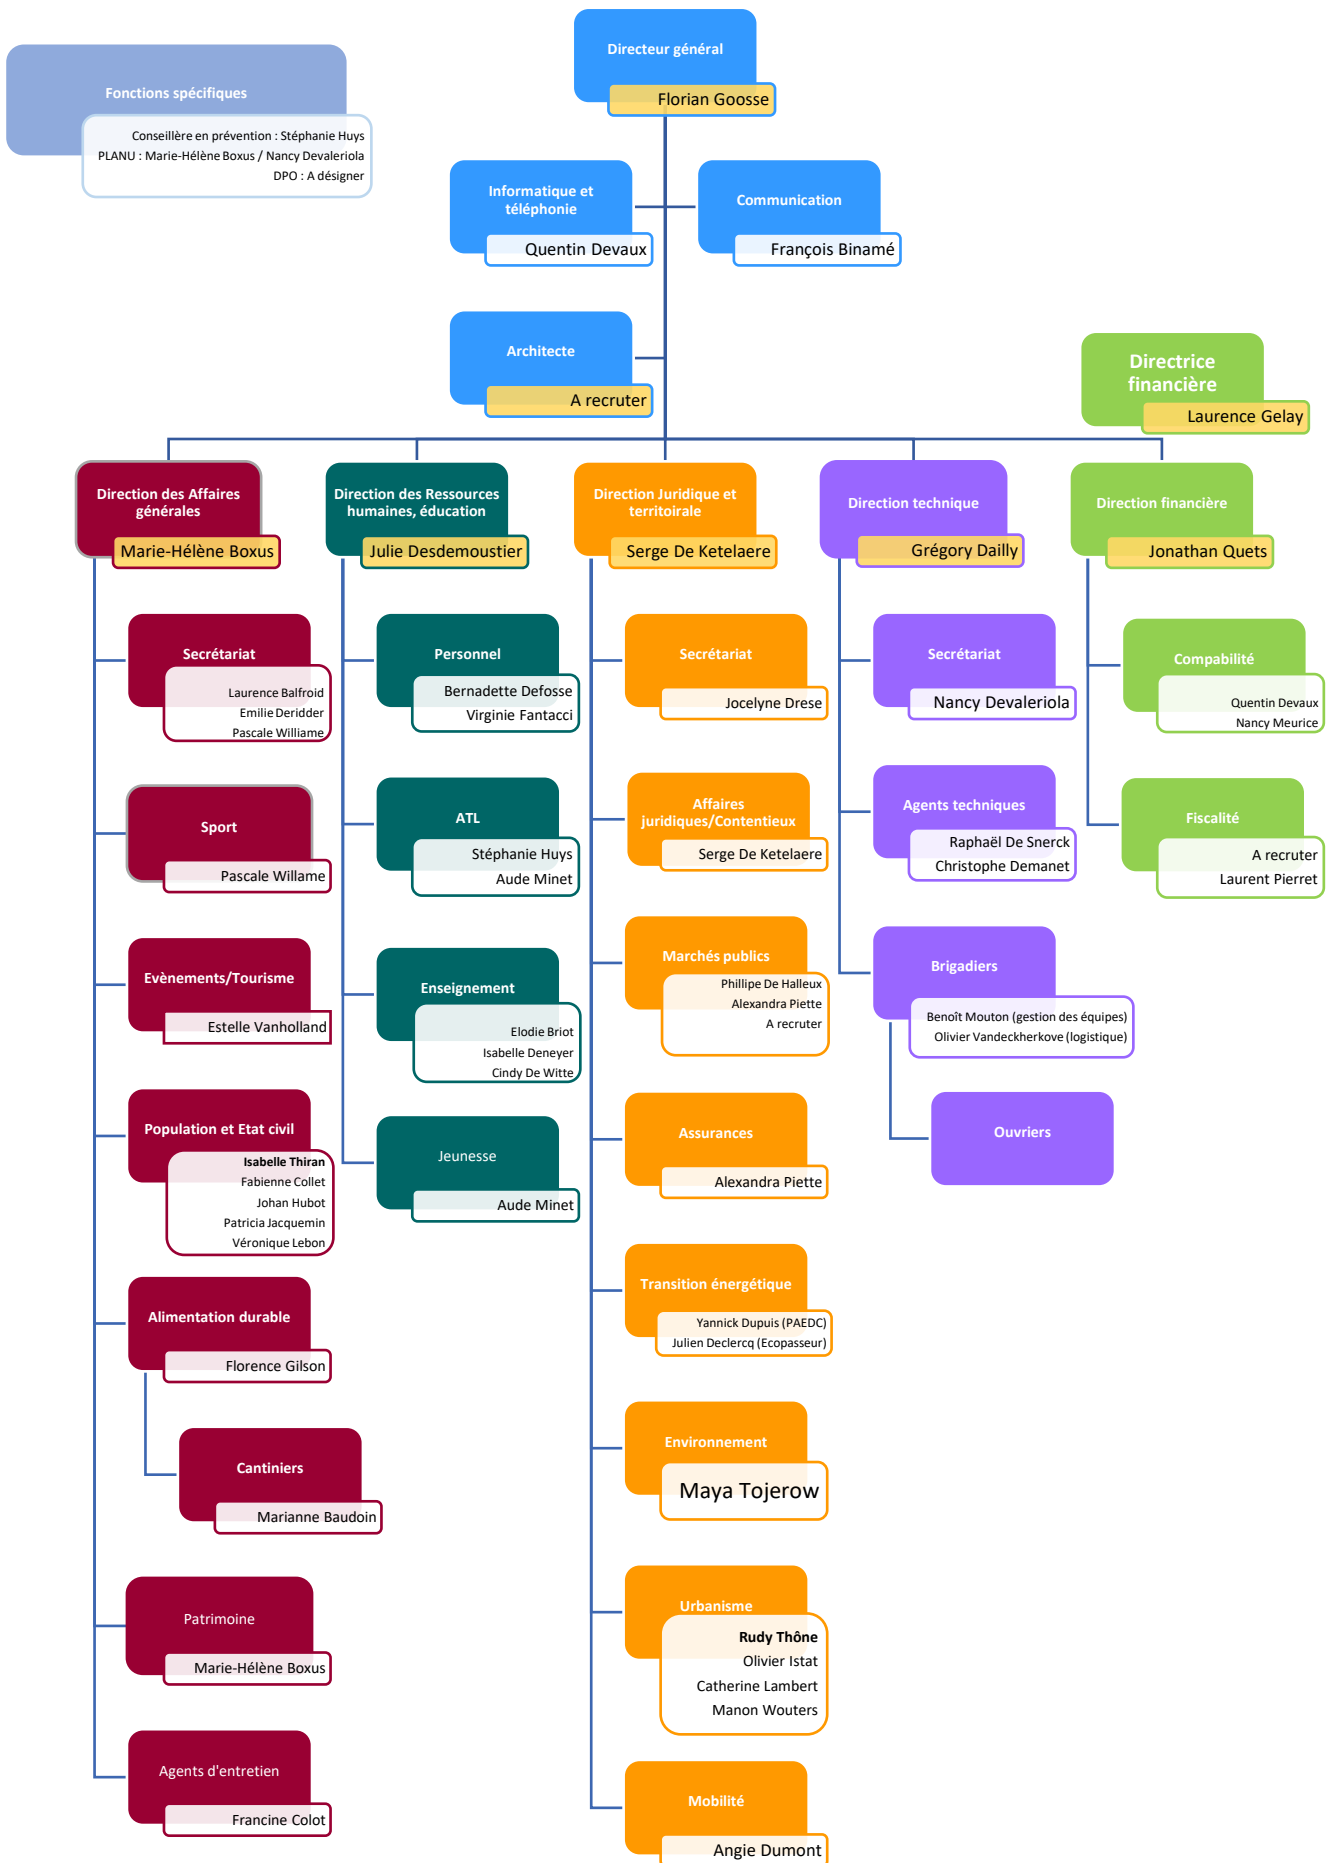 Directeur général
Florian Goosse
Fonctions spécifiques
Conseillère en prévention : Stéphanie Huys
PLANU : Marie-Hélène Boxus / Nancy Devaleriola
DPO : A désigner
Informatique et
téléphonie
Quentin Devaux
Communication
François Binamé
Architecte
A recruter
Directrice
financière
Laurence Gelay
Direction des Affaires
générales
Marie-Hélène Boxus
Secrétariat
Laurence Balfroid
Emilie Deridder
Pascale Williame
Sport
Pascale Willame
Evènements/Tourisme
Estelle Vanholland
Population et Etat civil
Isabelle Thiran
Fabienne Collet
Johan Hubot
Patricia Jacquemin
Véronique Lebon
Alimentation durable
Florence Gilson
Cantiniers
Marianne Baudoin
Patrimoine
Marie-Hélène Boxus
Agents d'entretien
Francine Colot
Direction des Ressources
humaines, éducation
Julie Desdemoustier
Personnel
Bernadette Defosse
Virginie Fantacci
ATL
Stéphanie Huys
Aude Minet
Enseignement
Elodie Briot
Isabelle Deneyer
Cindy De Witte
Jeunesse
Aude Minet
Direction Juridique et
territoirale
Serge De Ketelaere
Secrétariat
Jocelyne Drese
Affaires
juridiques/Contentieux
Serge De Ketelaere
Marchés publics
Phillipe De Halleux
Alexandra Piette
A recruter
Assurances
Alexandra Piette
Transition énergétique
Yannick Dupuis (PAEDC)
Julien Declercq (Ecopasseur)
Environnement
Maya Tojerow
Urbanisme
Rudy Thône
Olivier Istat
Catherine Lambert
Manon Wouters
Mobilité
Angie Dumont
Direction technique
Grégory Dailly
Secrétariat
Nancy Devaleriola
Agents techniques
Raphaël De Snerck
Christophe Demanet
Brigadiers
Benoît Mouton (gestion des équipes)
Olivier Vandeckherkove (logistique)
Ouvriers
Direction financière
Jonathan Quets
Compabilité
Quentin Devaux
Nancy Meurice
Fiscalité
A recruter
Laurent Pierret